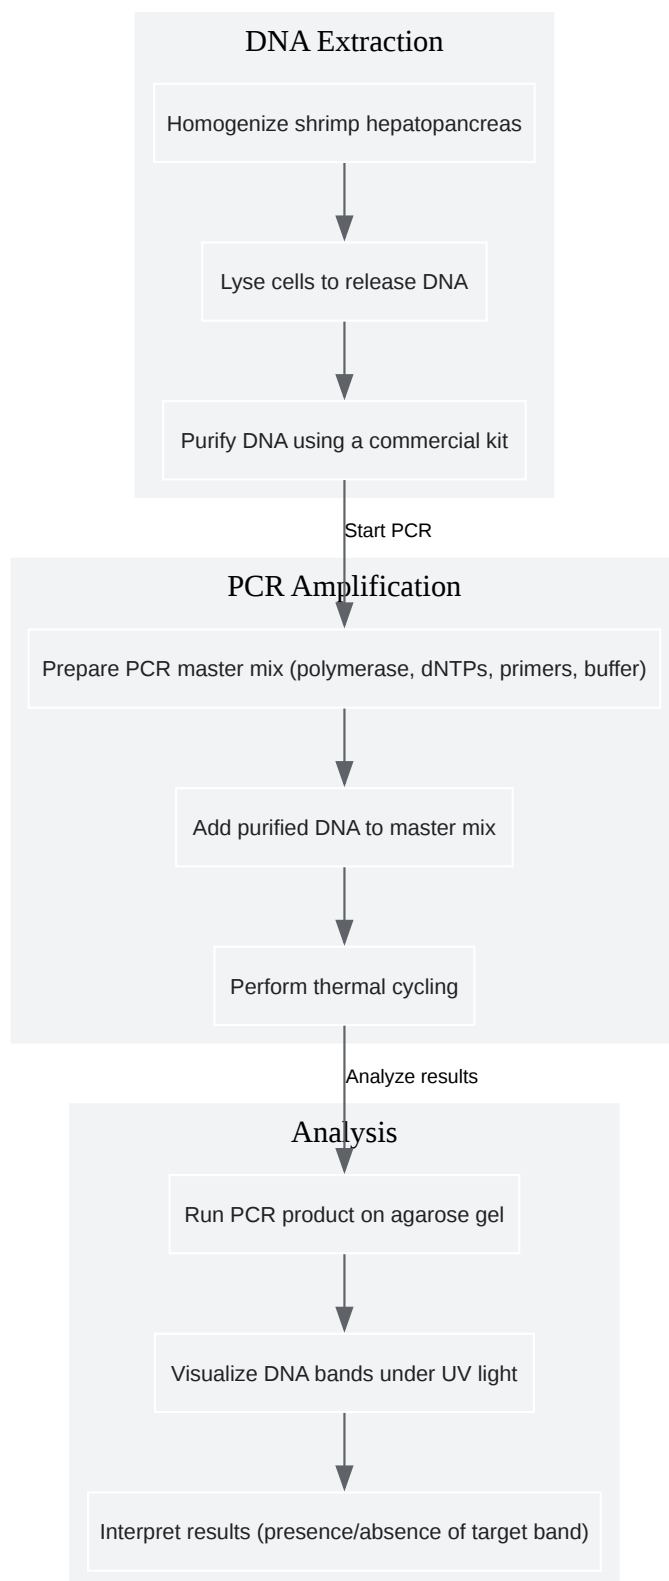 DNA Extraction
Homogenize shrimp hepatopancreas
Lyse cells to release DNA
Purify DNA using a commercial kit
Start PCR
PCR Amplification
Prepare PCR master mix (polymerase, dNTPs, primers, buffer)
Add purified DNA to master mix
Perform thermal cycling
Analyze results
Analysis
Run PCR product on agarose gel
Visualize DNA bands under UV light
Interpret results (presence/absence of target band)